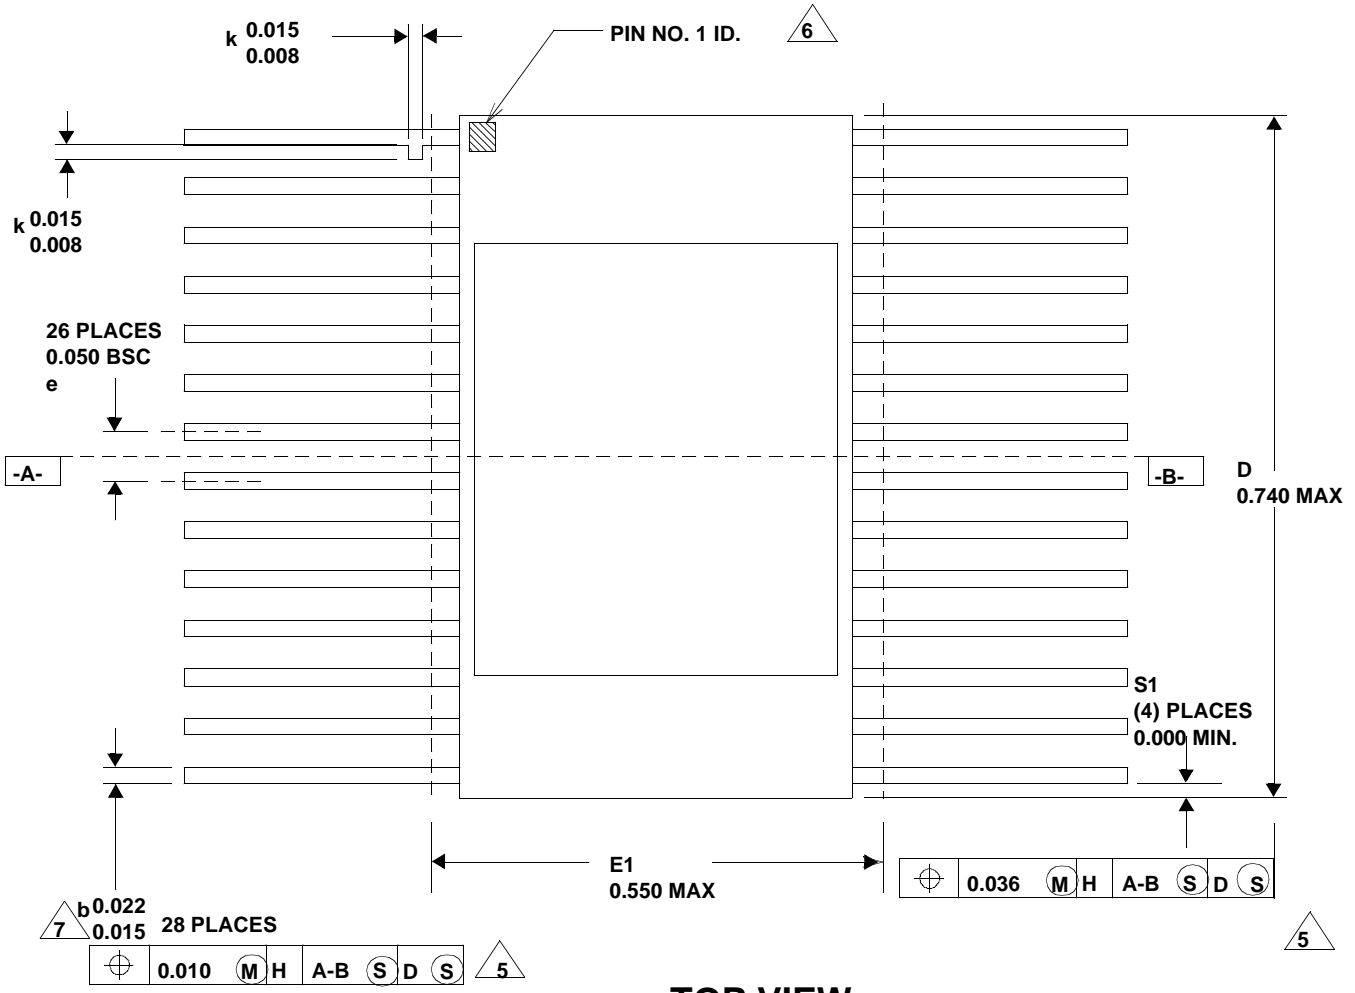 k 0.015
0.008
PIN NO. 1 ID.
6
k 0.015
0.008
26 PLACES
0.050 BSC
e
-A-
-B-
D
0.740 MAX
S1
(4) PLACES
0.000 MIN.
E1
0.550 MAX
0.036 M H A-B S D S
5
7
b 0.022
0.015 28 PLACES
0.010 M H A-B S D S
5
TOP VIEW